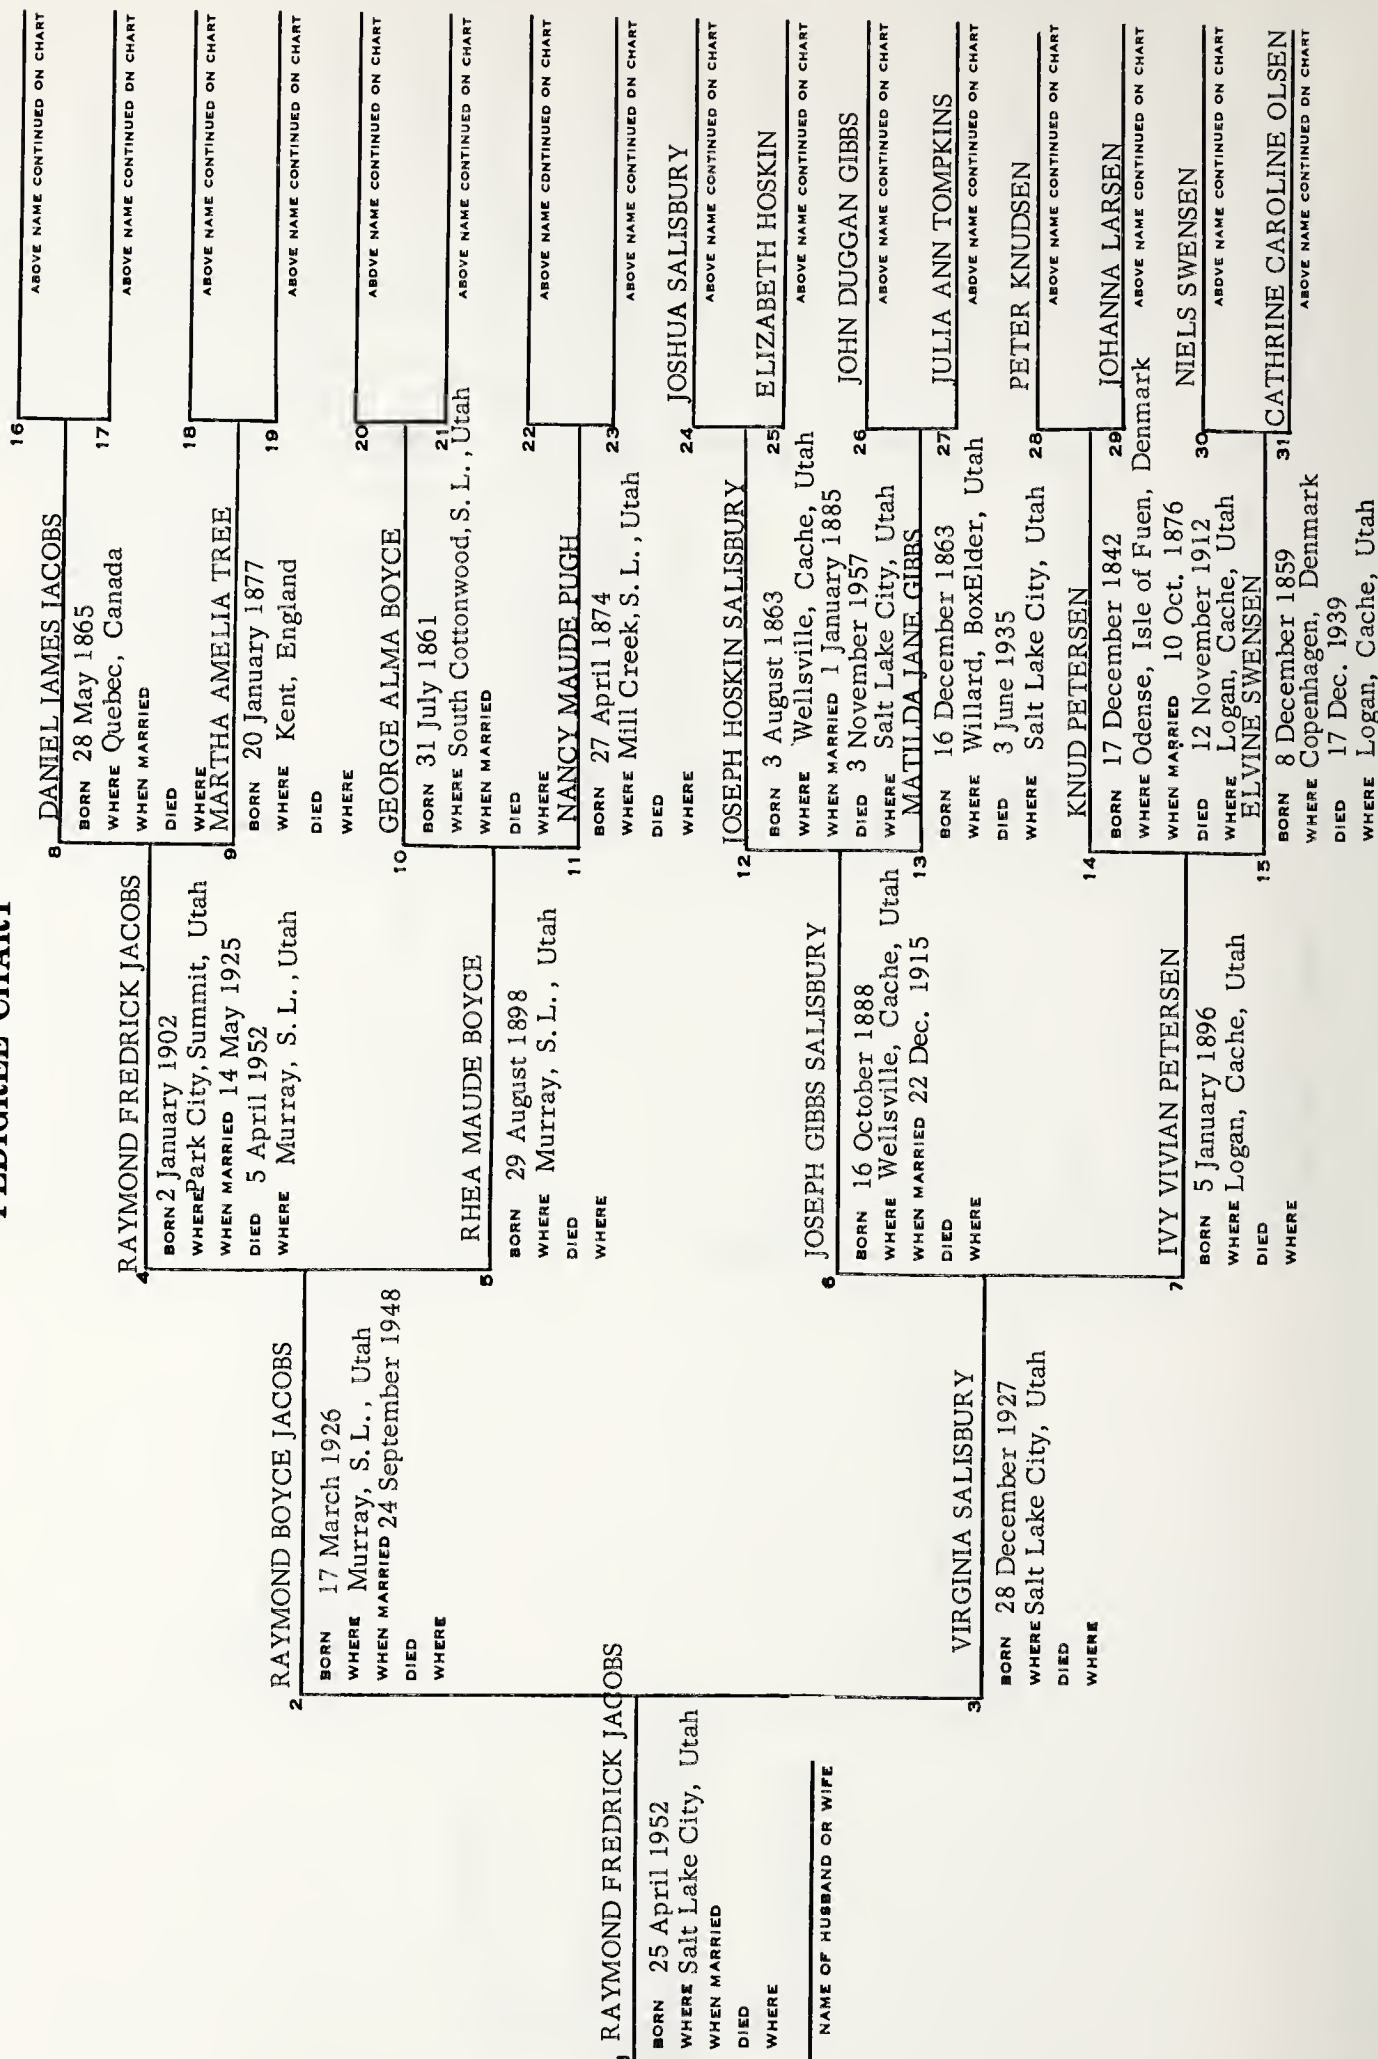 PEDIGREE CHART
RAYMOND FREDRICK JACOBS
BORN 25 April 1952
WHERE Salt Lake City, Utah
WHEN MARRIED
DIED
WHERE
NAME OF HUSBAND OR WIFE
2
RAYMOND BOYCE JACOBS
BORN 17 March 1926
WHERE Murray, S. L., Utah
WHEN MARRIED 24 September 1948
DIED
WHERE
3
VIRGINIA SALISBURY
BORN 28 December 1927
WHERE Salt Lake City, Utah
DIED
WHERE
4
RAYMOND FREDRICK JACOBS
BORN 2 January 1902
WHERE Park City, Summit, Utah
WHEN MARRIED 14 May 1925
DIED 5 April 1952
WHERE Murray, S. L., Utah
5
RHEA MAUDE BOYCE
BORN 29 August 1898
WHERE Murray, S. L., Utah
DIED
WHERE
6
JOSEPH GIBBS SALISBURY
BORN 16 October 1888
WHERE Wellsville, Cache, Utah
WHEN MARRIED 22 Dec. 1915
DIED
WHERE
7
IVY VIVIAN PETERSEN
BORN 5 January 1896
WHERE Logan, Cache, Utah
DIED
WHERE
8
DANIEL JAMES JACOBS
BORN 28 May 1865
WHERE Quebec, Canada
WHEN MARRIED
DIED
WHERE
9
MARTHA AMELIA TREE
BORN 20 January 1877
WHERE Kent, England
DIED
WHERE
10
GEORGE ALMA BOYCE
BORN 31 July 1861
WHERE South Cottonwood, S. L., Utah
WHEN MARRIED
DIED
WHERE
11
NANCY MAUDE PUGH
BORN 27 April 1874
WHERE Mill Creek, S. L., Utah
DIED
WHERE
12
JOSEPH HOSKIN SALISBURY
BORN 3 August 1863
WHERE Wellsville, Cache, Utah
WHEN MARRIED 1 January 1885
DIED 3 November 1957
WHERE Salt Lake City, Utah
13
MATILDA JANE GIBBS
BORN 16 December 1863
WHERE Willard, BoxElder, Utah
DIED 3 June 1935
WHERE Salt Lake City, Utah
14
KNUD PETERSEN
BORN 17 December 1842
WHERE Odense, Isle of Fuen, Denmark
WHEN MARRIED 10 Oct. 1876
DIED 12 November 1912
WHERE Logan, Cache, Utah
15
ELVINE SWENSEN
BORN 8 December 1859
WHERE Copenhagen, Denmark
DIED 17 Dec. 1939
WHERE Logan, Cache, Utah
16
ABOVE NAME CONTINUED ON CHART
17
ABOVE NAME CONTINUED ON CHART
18
ABOVE NAME CONTINUED ON CHART
19
ABOVE NAME CONTINUED ON CHART
20
ABOVE NAME CONTINUED ON CHART
21
ABOVE NAME CONTINUED ON CHART
22
ABOVE NAME CONTINUED ON CHART
23
ABOVE NAME CONTINUED ON CHART
24
JOSHUA SALISBURY
ABOVE NAME CONTINUED ON CHART
25
ELIZABETH HOSKIN
ABOVE NAME CONTINUED ON CHART
26
JOHN DUGGAN GIBBS
ABOVE NAME CONTINUED ON CHART
27
JULIA ANN TOMPKINS
ABOVE NAME CONTINUED ON CHART
28
PETER KNUDSEN
ABOVE NAME CONTINUED ON CHART
29
JOHANNA LARSEN
ABOVE NAME CONTINUED ON CHART
30
NIELS SWENSEN
ABOVE NAME CONTINUED ON CHART
31
CATHRINE CAROLINE OLSEN
ABOVE NAME CONTINUED ON CHART